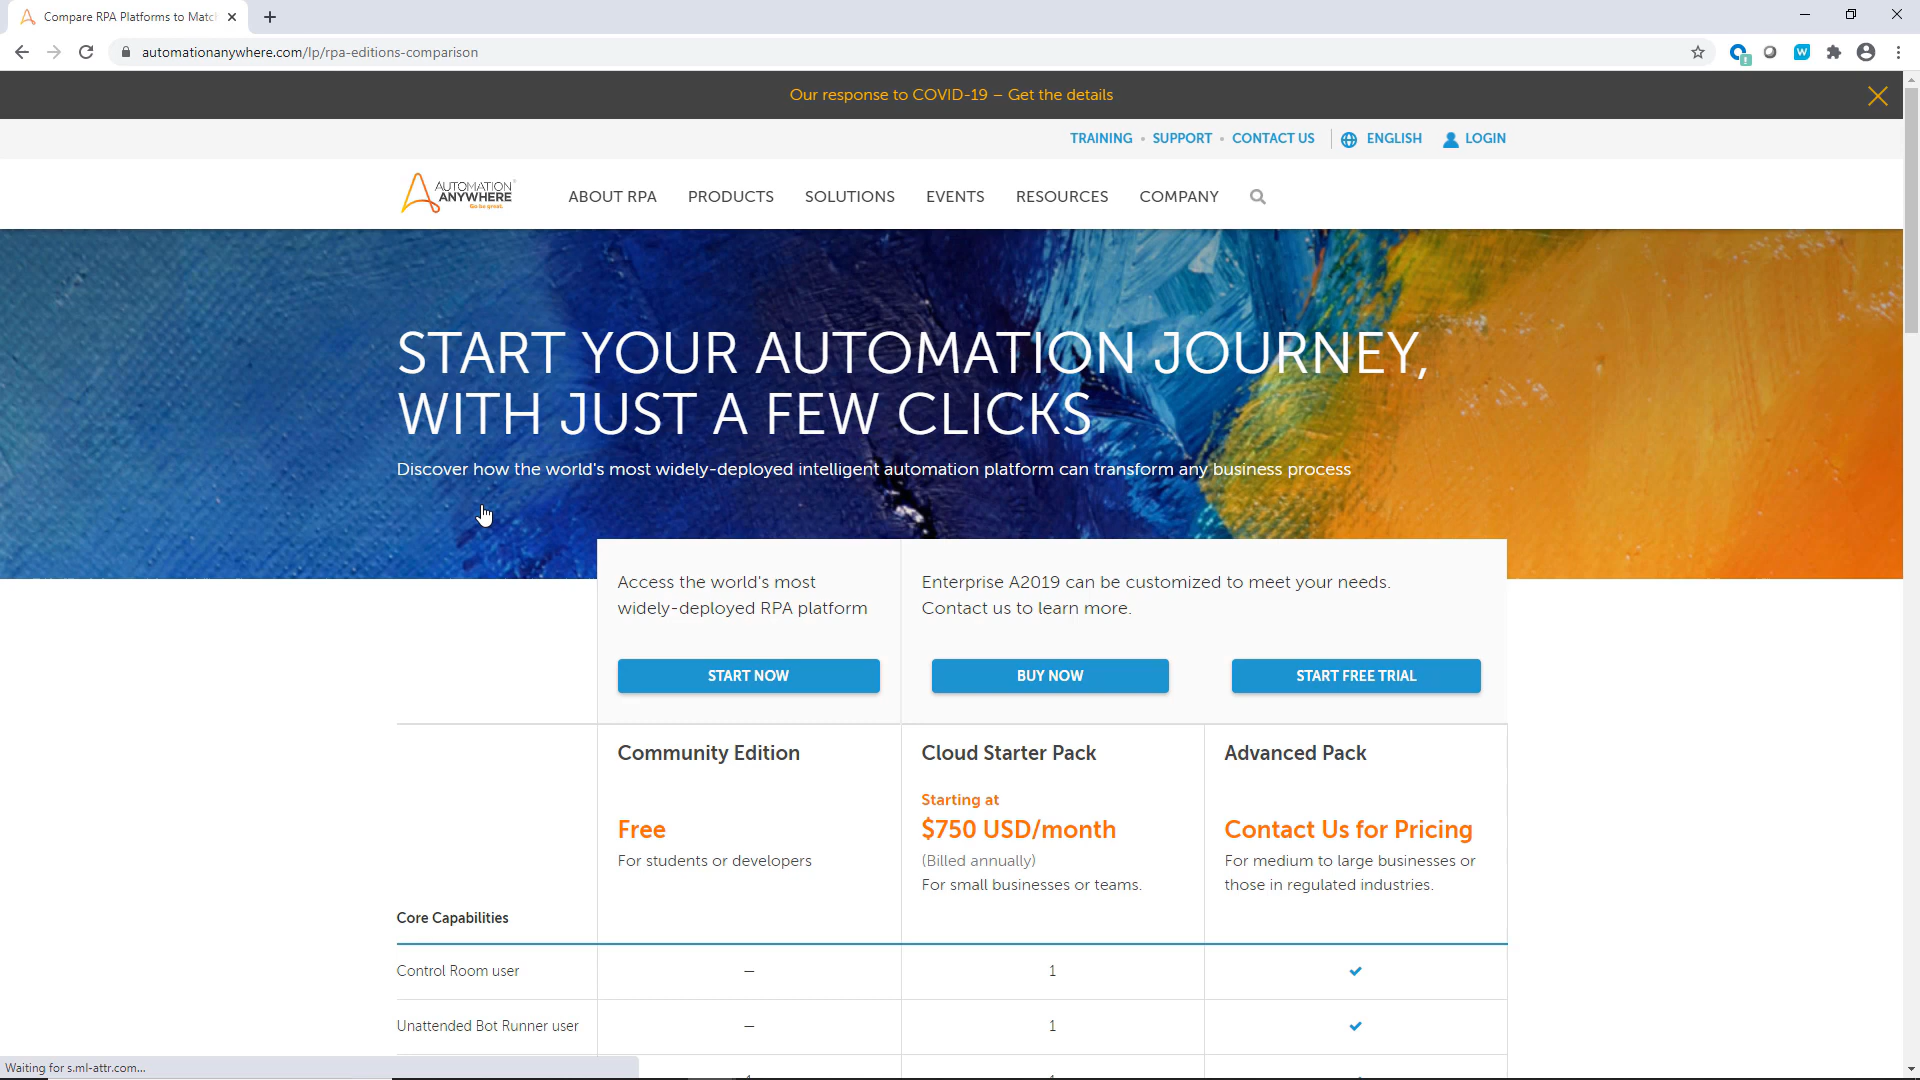 Compare RPA Platforms to Matc
automationanywhere.com/lp/rpa-editions-comparison
Our response to COVID-19 – Get the details
TRAINING • SUPPORT • CONTACT US ENGLISH LOGIN
AUTOMATION
ANYWHERE
Go be great.
ABOUT RPA PRODUCTS SOLUTIONS EVENTS RESOURCES COMPANY
START YOUR AUTOMATION JOURNEY,
WITH JUST A FEW CLICKS
Discover how the world's most widely-deployed intelligent automation platform can transform any business process
Access the world's most
widely-deployed RPA platform
Enterprise A2019 can be customized to meet your needs.
Contact us to learn more.
START NOW BUY NOW START FREE TRIAL
Community Edition Cloud Starter Pack Advanced Pack
Starting at
Free $750 USD/month Contact Us for Pricing
For students or developers (Billed annually) For medium to large businesses or
For small businesses or teams. those in regulated industries.
Core Capabilities
Control Room user – 1
Unattended Bot Runner user – 1
Waiting for s.ml-attr.com...